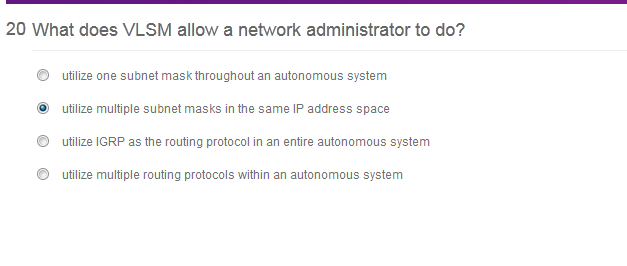 20 What does VLSM allow a network administrator to do?
utilize one subnet mask throughout an autonomous system
utilize multiple subnet masks in the same IP address space
utilize IGRP as the routing protocol in an entire autonomous system
utilize multiple routing protocols within an autonomous system